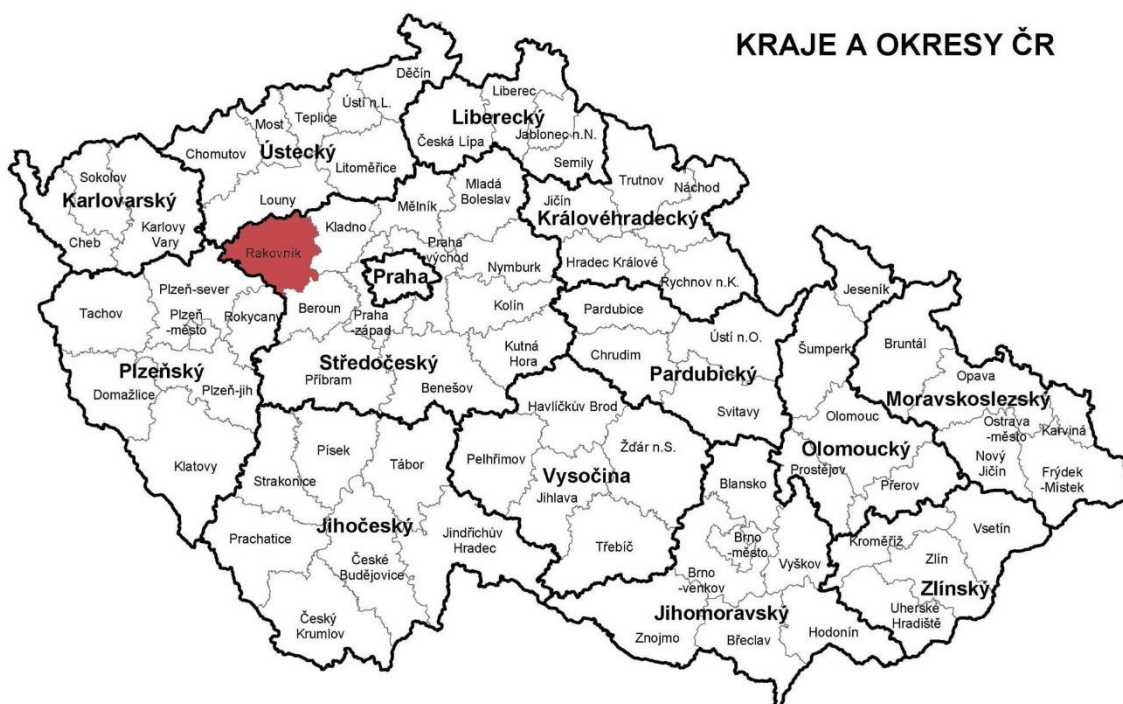 KRAJE A OKRESY ČR
Děčín
Liberec
Ústí n.L.
Teplice
Most
Liberecký
Jablonec n.N.
Česká Lípa
Chomutov
Ústecký
Litoměřice
Semily
Sokolov
Trutnov
Náchod
Mladá
Boleslav
Jičín
Louny
Mělník
Karlovarský
Královéhradecký
Karlovy
Vary
Kladno
Cheb
Praha
-východ
Rakovník
Nymburk
Hradec Králové
Praha
Rychnov n.K.
Plzeň-sever
Jeseník
Tachov
Plzeň
-město
Rokycany
Beroun
Praha
-západ
Kolín
Pardubice
Ústí n.O.
Šumperk
Bruntál
Kutná
Hora
Chrudim
Středočeský
Plzeňský
Pardubický
Opava
Příbram
Benešov
Domažlice
Plzeň-jih
Moravskoslezský
Svitavy
Havlíčkův Brod
Olomouc
Ostrava
-město
Karviná
Písek
Žďár n.S.
Olomoucký
Klatovy
Tábor
Pelhřimov
Nový
Jičín
Frýdek
-Místek
Strakonice
Vysočina
Prostějov
Blansko
Přerov
Jihlava
Jihočeský
Vsetín
Prachatice
Jindřichův
Hradec
Třebíč
Brno
-město
Kroměříž
Zlín
České
Budějovice
Vyškov
Brno
-venkov
Zlínský
Uherské
Hradiště
Jihomoravský
Český
Krumlov
Znojmo
Břeclav
Hodonín